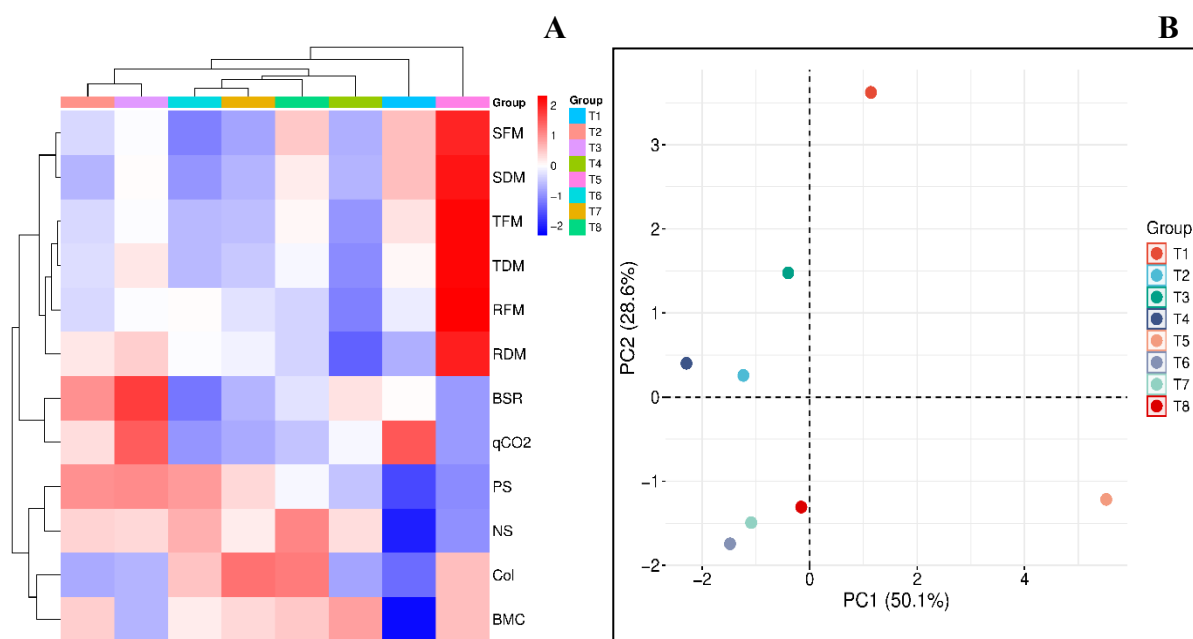 A
Group
SFM
SDM
TFM
TDM
RFM
RDM
BSR
qCO2
PS
NS
Col
BMC
2
1
0
−1
−2
Group
T1
T2
T3
T4
T5
T6
T7
T8
B
PC2 (28.6%)
3
2
1
0
−1
−2
−2
0
2
4
PC1 (50.1%)
Group
T1
T2
T3
T4
T5
T6
T7
T8